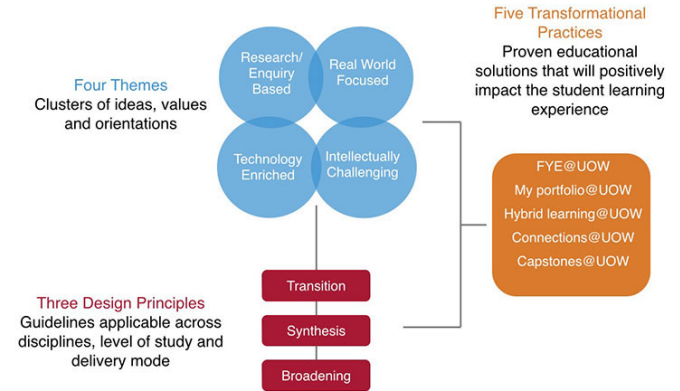 Five Transformational
Practices
Proven educational
solutions that will positively
impact the student learning
experience
Four Themes
Clusters of ideas, values
and orientations
Research/
Enquiry
Based
Real World
Focused
Technology
Enriched
Intellectually
Challenging
FYE@UOW
My portfolio@UOW
Hybrid learning@UOW
Connections@UOW
Capstones@UOW
Three Design Principles
Guidelines applicable across
disciplines, level of study and
delivery mode
Transition
Synthesis
Broadening